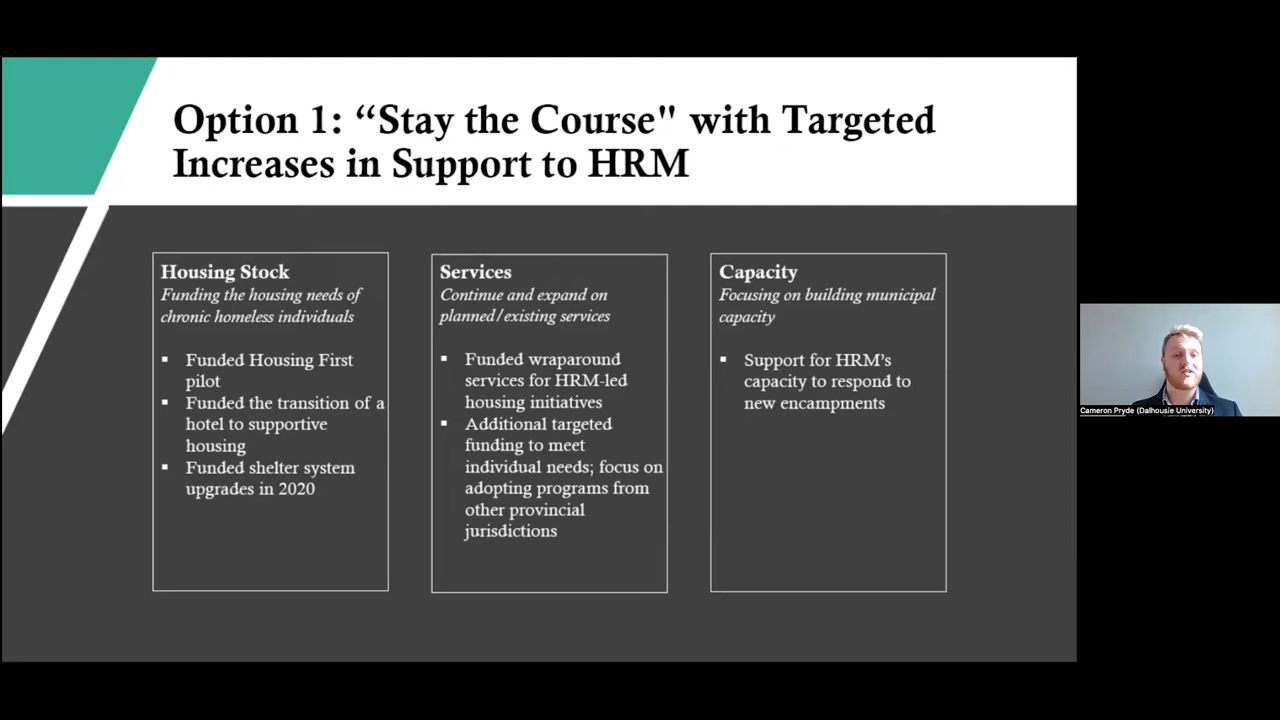 Option 1: “Stay the Course" with Targeted
Increases in Support to HRM
Housing Stock
Funding the housing needs of
chronic homeless individuals
▪ Funded Housing First
pilot
▪ Funded the transition of a
hotel to supportive
housing
▪ Funded shelter system
upgrades in 2020
Services
Continue and expand on
planned/existing services
▪ Funded wraparound
services for HRM-led
housing initiatives
▪ Additional targeted
funding to meet
individual needs; focus on
adopting programs from
other provincial
jurisdictions
Capacity
Focusing on building municipal
capacity
▪ Support for HRM’s
capacity to respond to
new encampments
Cameron Pryde (Dalhousie University)